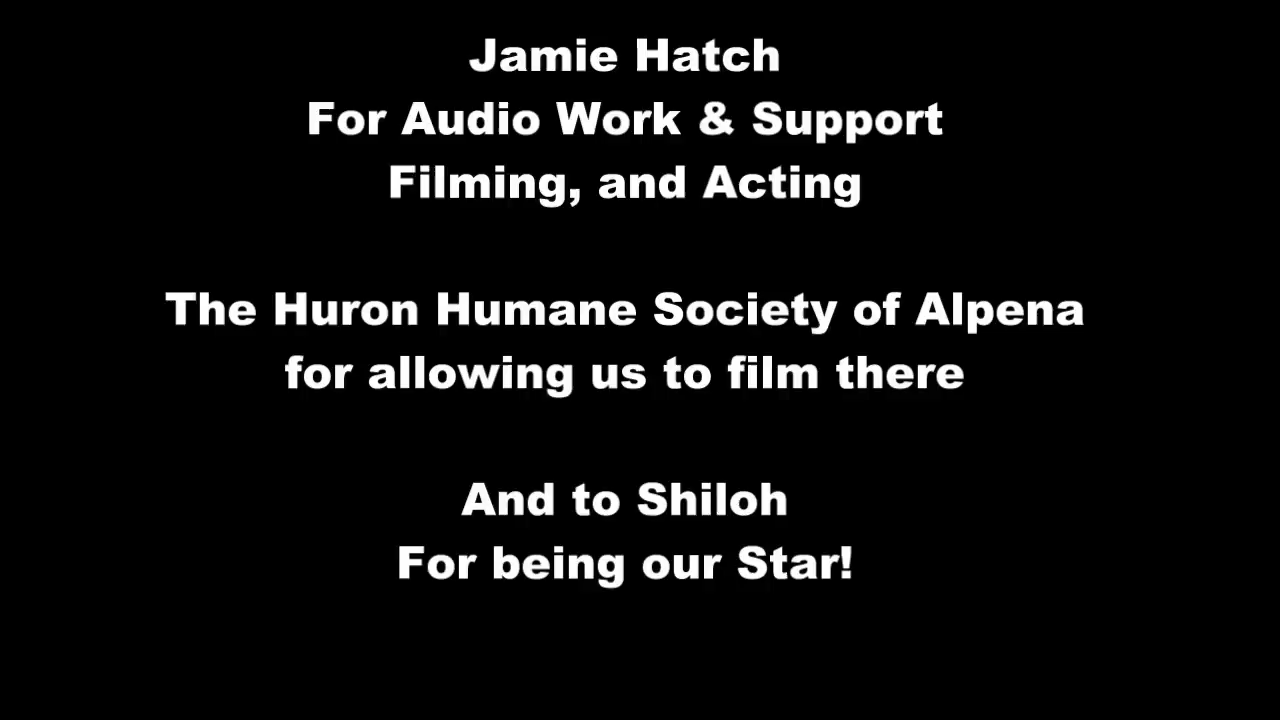 Jamie Hatch
For Audio Work & Support
Filming, and Acting
The Huron Humane Society of Alpena
for allowing us to film there
And to Shiloh
For being our Star!